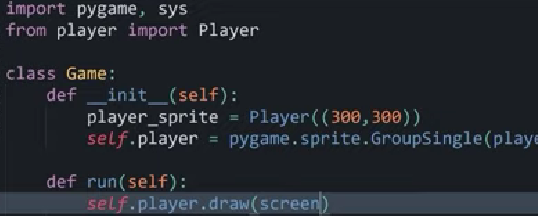 import pygame, sys
from player import Player
class Game:
def __init__(self):
player_sprite = Player((300,300))
self.player = pygame.sprite.GroupSingle(playe
def run(self):
self.player.draw(screen)